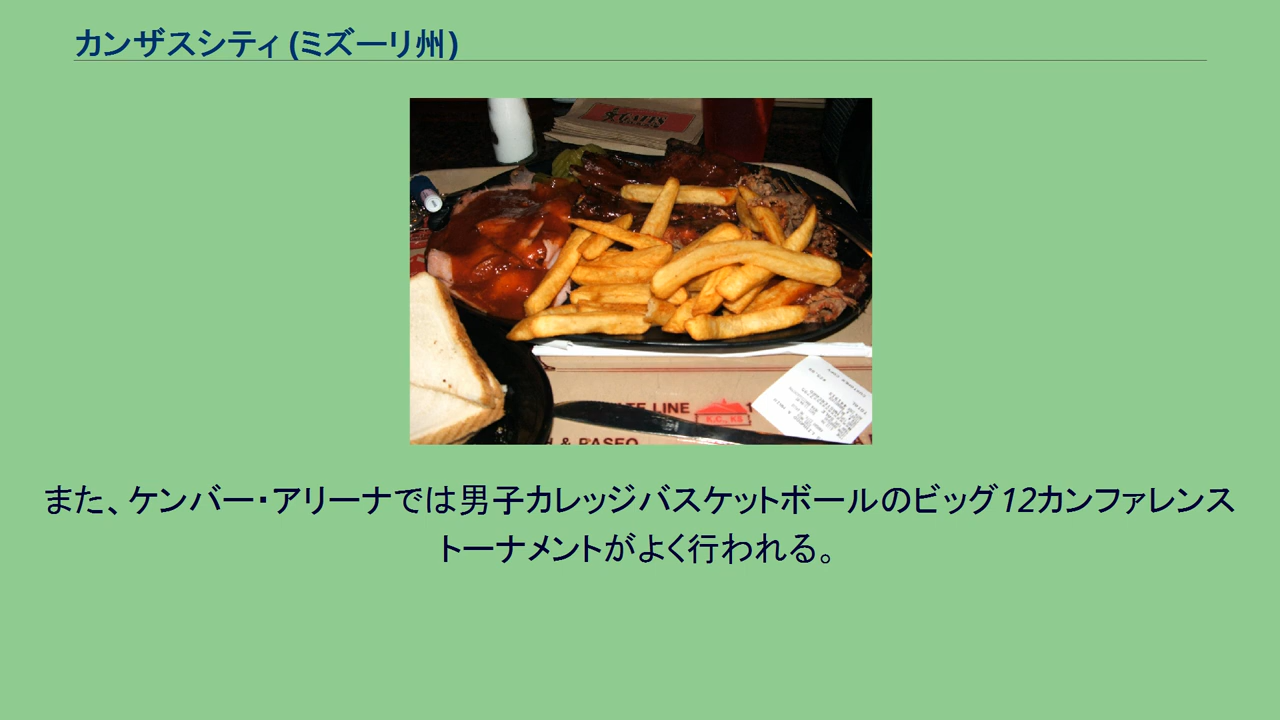 カンザスシティ (ミズーリ州)
LINE
K.C., KS
& PASEO
また、ケンバー・アリーナでは男子カレッジバスケットボールのビッグ12カンファレンス
トーナメントがよく行われる。